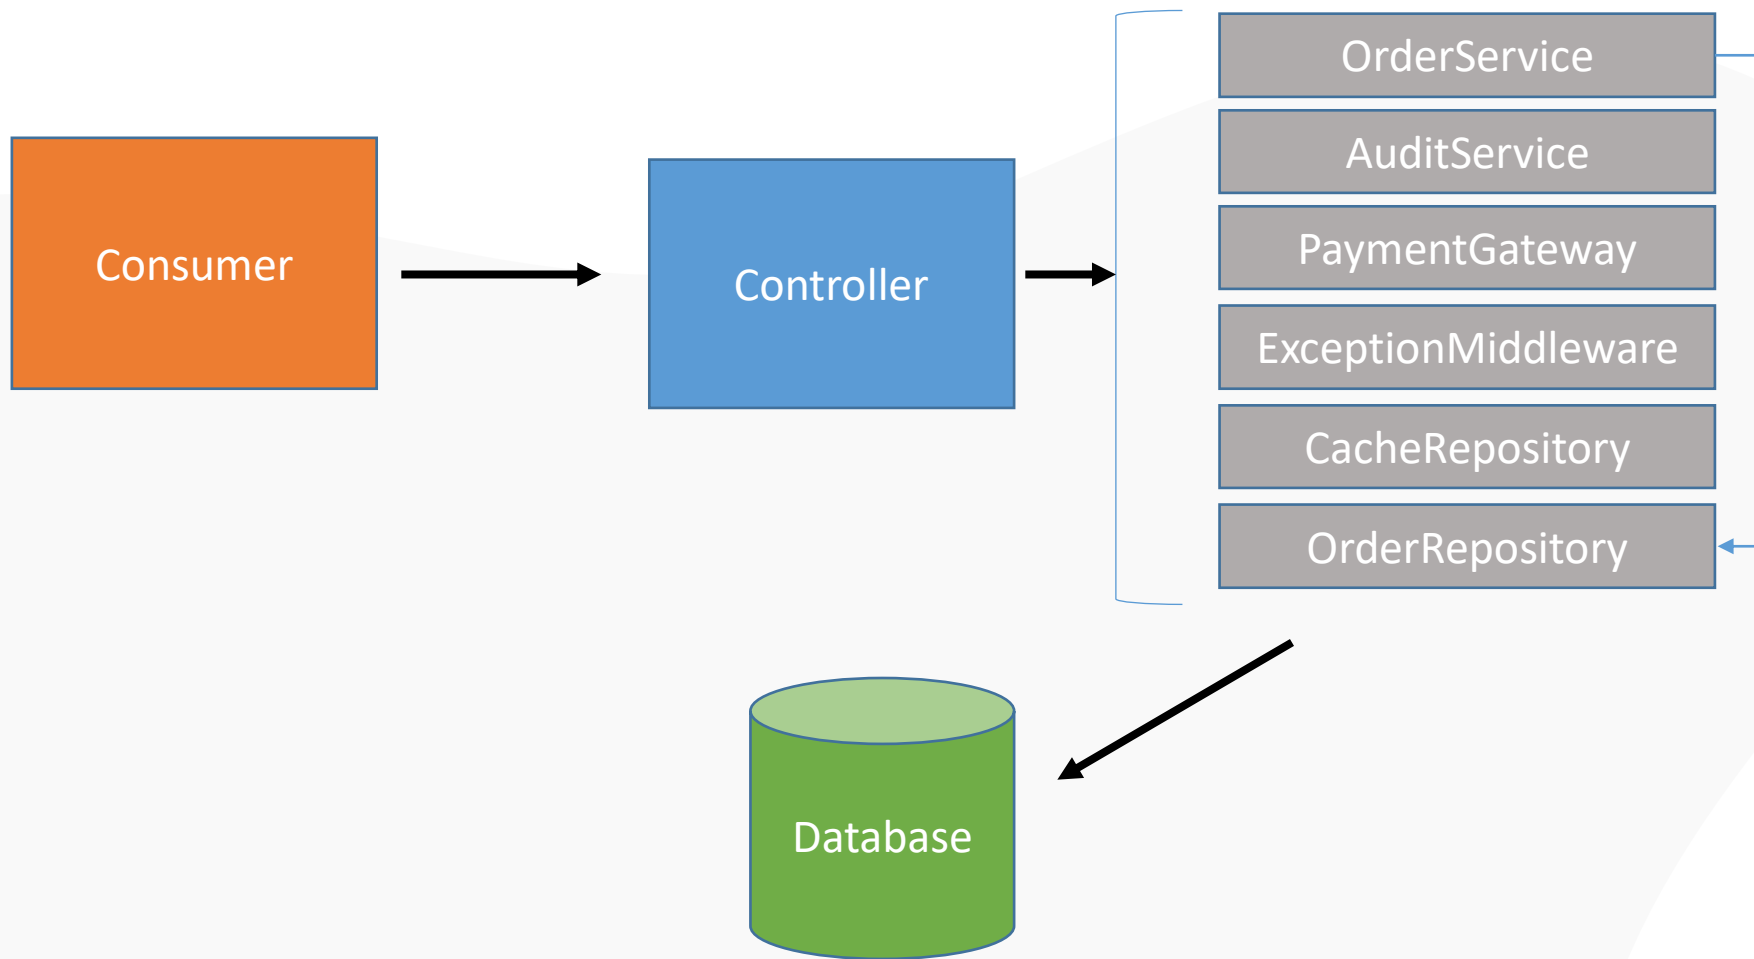 Consumer
Controller
OrderService
AuditService
PaymentGateway
ExceptionMiddleware
CacheRepository
OrderRepository
Database